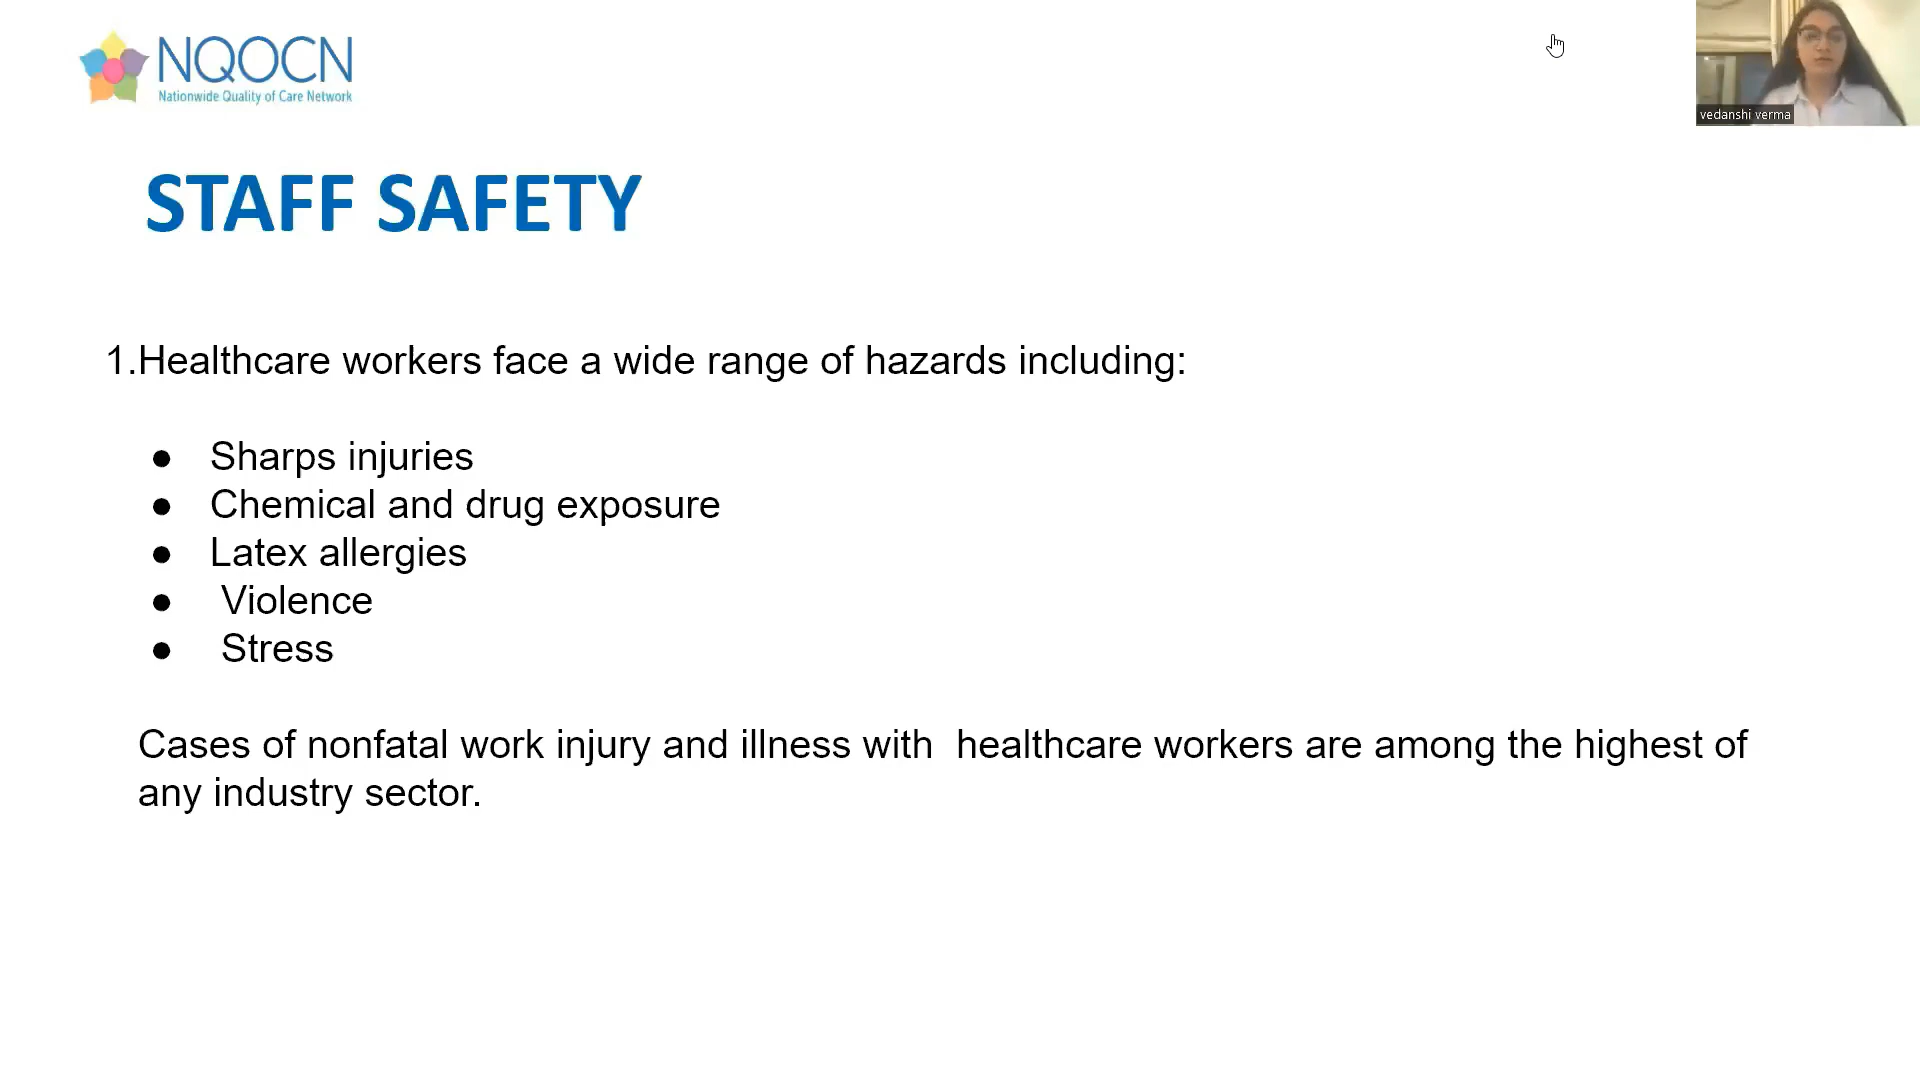 NQOCN
Nationwide Quality of Care Network
vedanshi verma
STAFF SAFETY
1.Healthcare workers face a wide range of hazards including:
● Sharps injuries
● Chemical and drug exposure
● Latex allergies
● Violence
● Stress
Cases of nonfatal work injury and illness with  healthcare workers are among the highest of
any industry sector.